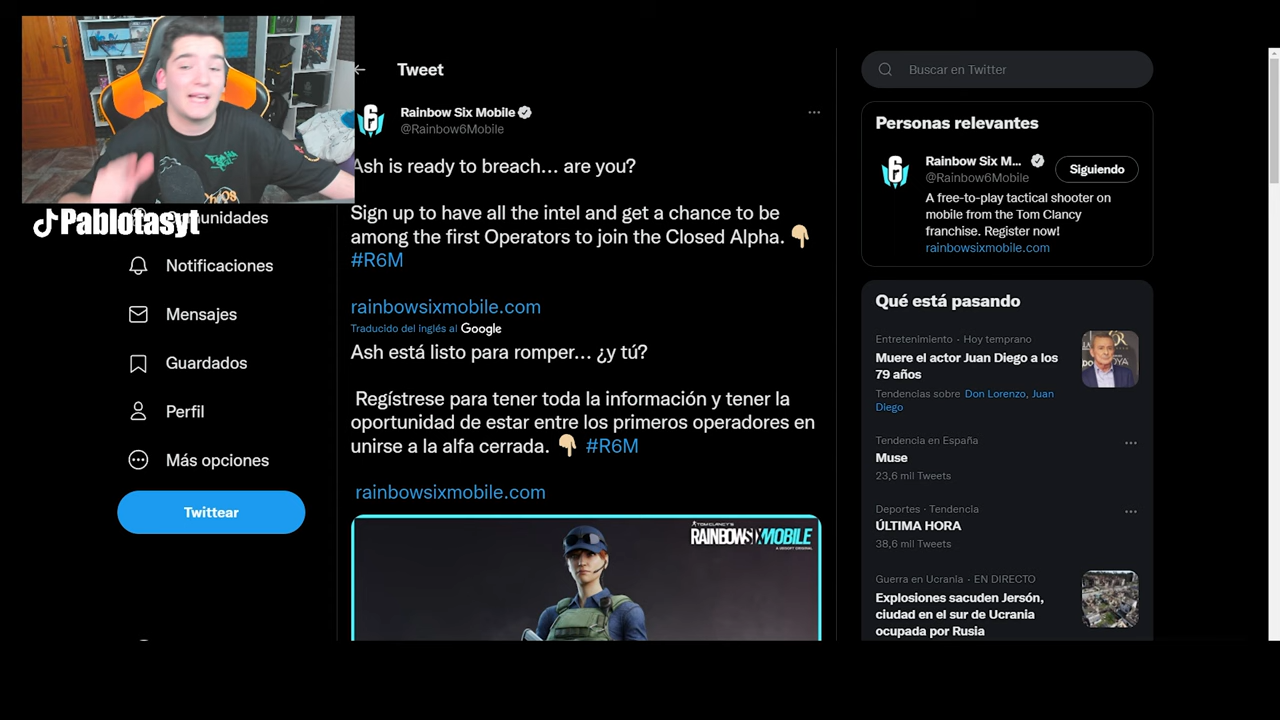 Pablotasyt
Comunidades
Notificaciones
Mensajes
Guardados
Perfil
Más opciones
Twittear
Tweet
Rainbow Six Mobile
@Rainbow6Mobile
Ash is ready to breach... are you?
Sign up to have all the intel and get a chance to be
among the first Operators to join the Closed Alpha. 👇🏼
#R6M
rainbowsixmobile.com
Traducido del inglés al Google
Ash está listo para romper... ¿y tú?
Regístrese para tener toda la información y tener la
oportunidad de estar entre los primeros operadores en
unirse a la alfa cerrada. 👇🏼 #R6M
rainbowsixmobile.com
TOM CLANCY'S
RAINBOWSIXMOBILE
A UBISOFT ORIGINAL
Buscar en Twitter
Personas relevantes
Rainbow Six M...
@Rainbow6Mobile
Siguiendo
A free-to-play tactical shooter on
mobile from the Tom Clancy
franchise. Register now!
rainbowsixmobile.com
Qué está pasando
Entretenimiento · Hoy temprano
Muere el actor Juan Diego a los
79 años
Tendencias sobre Don Lorenzo, Juan
Diego
Tendencia en España
Muse
23,6 mil Tweets
Deportes · Tendencia
ÚLTIMA HORA
38,6 mil Tweets
Guerra en Ucrania · EN DIRECTO
Explosiones sacuden Jersón,
ciudad en el sur de Ucrania
ocupada por Rusia